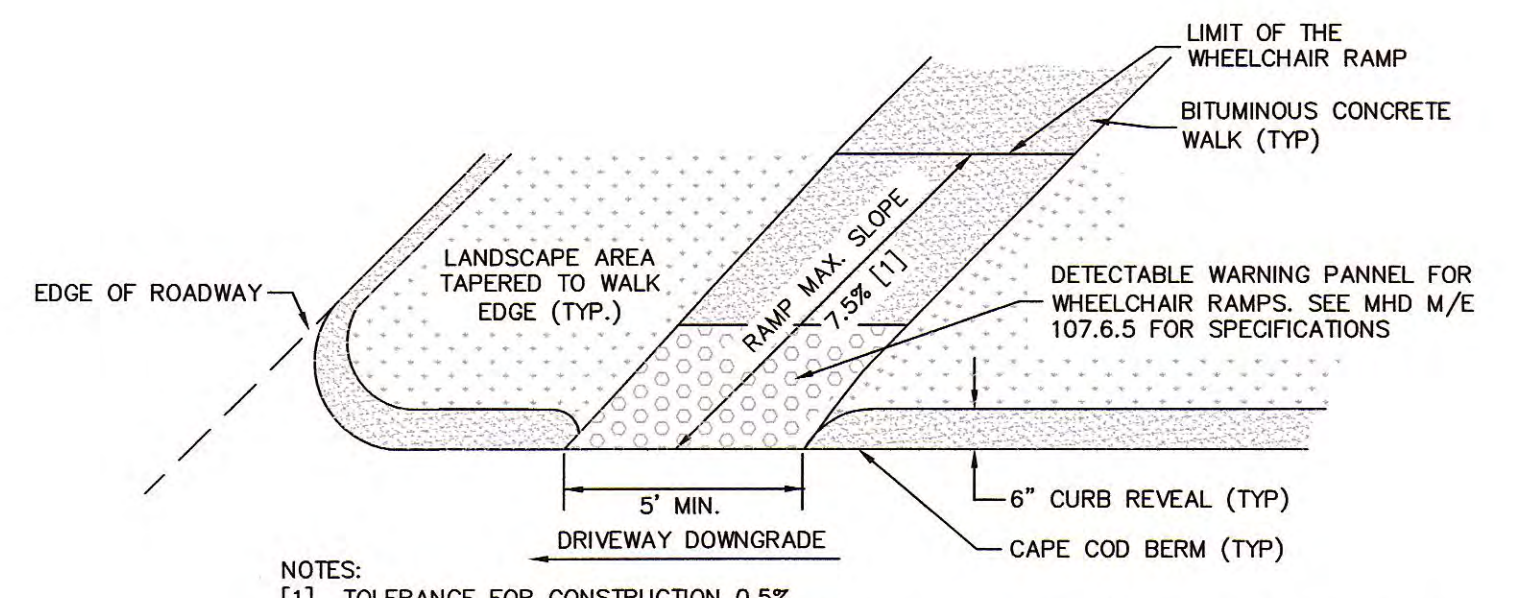 LIMIT OF THE
WHEELCHAIR RAMP
BITUMINOUS CONCRETE
WALK (TYP)
RAMP MAX. SLOPE
7.5% [1]
LANDSCAPE AREA
TAPERED TO WALK
EDGE (TYP.)
EDGE OF ROADWAY
DETECTABLE WARNING PANNEL FOR
WHEELCHAIR RAMPS. SEE MHD M/E
107.6.5 FOR SPECIFICATIONS
5' MIN.
6" CURB REVEAL (TYP)
DRIVEWAY DOWNGRADE
CAPE COD BERM (TYP)
NOTES:
[1] TOLERANCE FOR CONSTRUCTION 0.5%